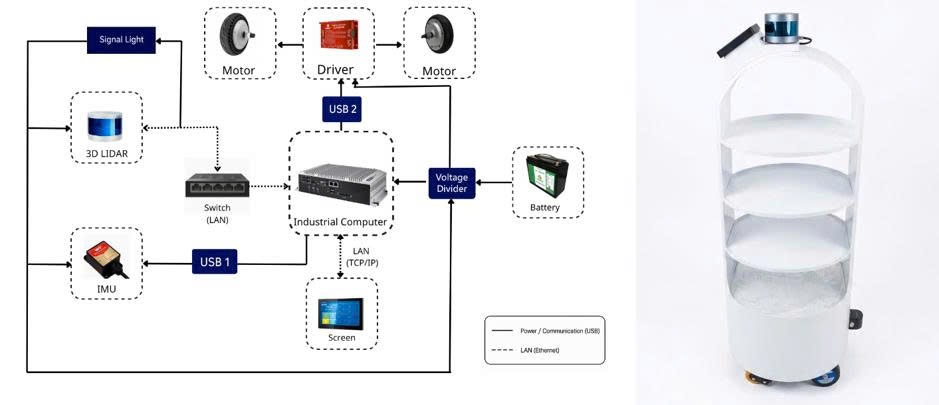 Signal Light
Motor
Driver
Motor
USB 2
3D LIDAR
Switch
(LAN)
Industrial Computer
Voltage
Divider
Battery
LAN
(TCP/IP)
IMU
USB 1
Screen
Power / Communication (USB)
LAN (Ethernet)